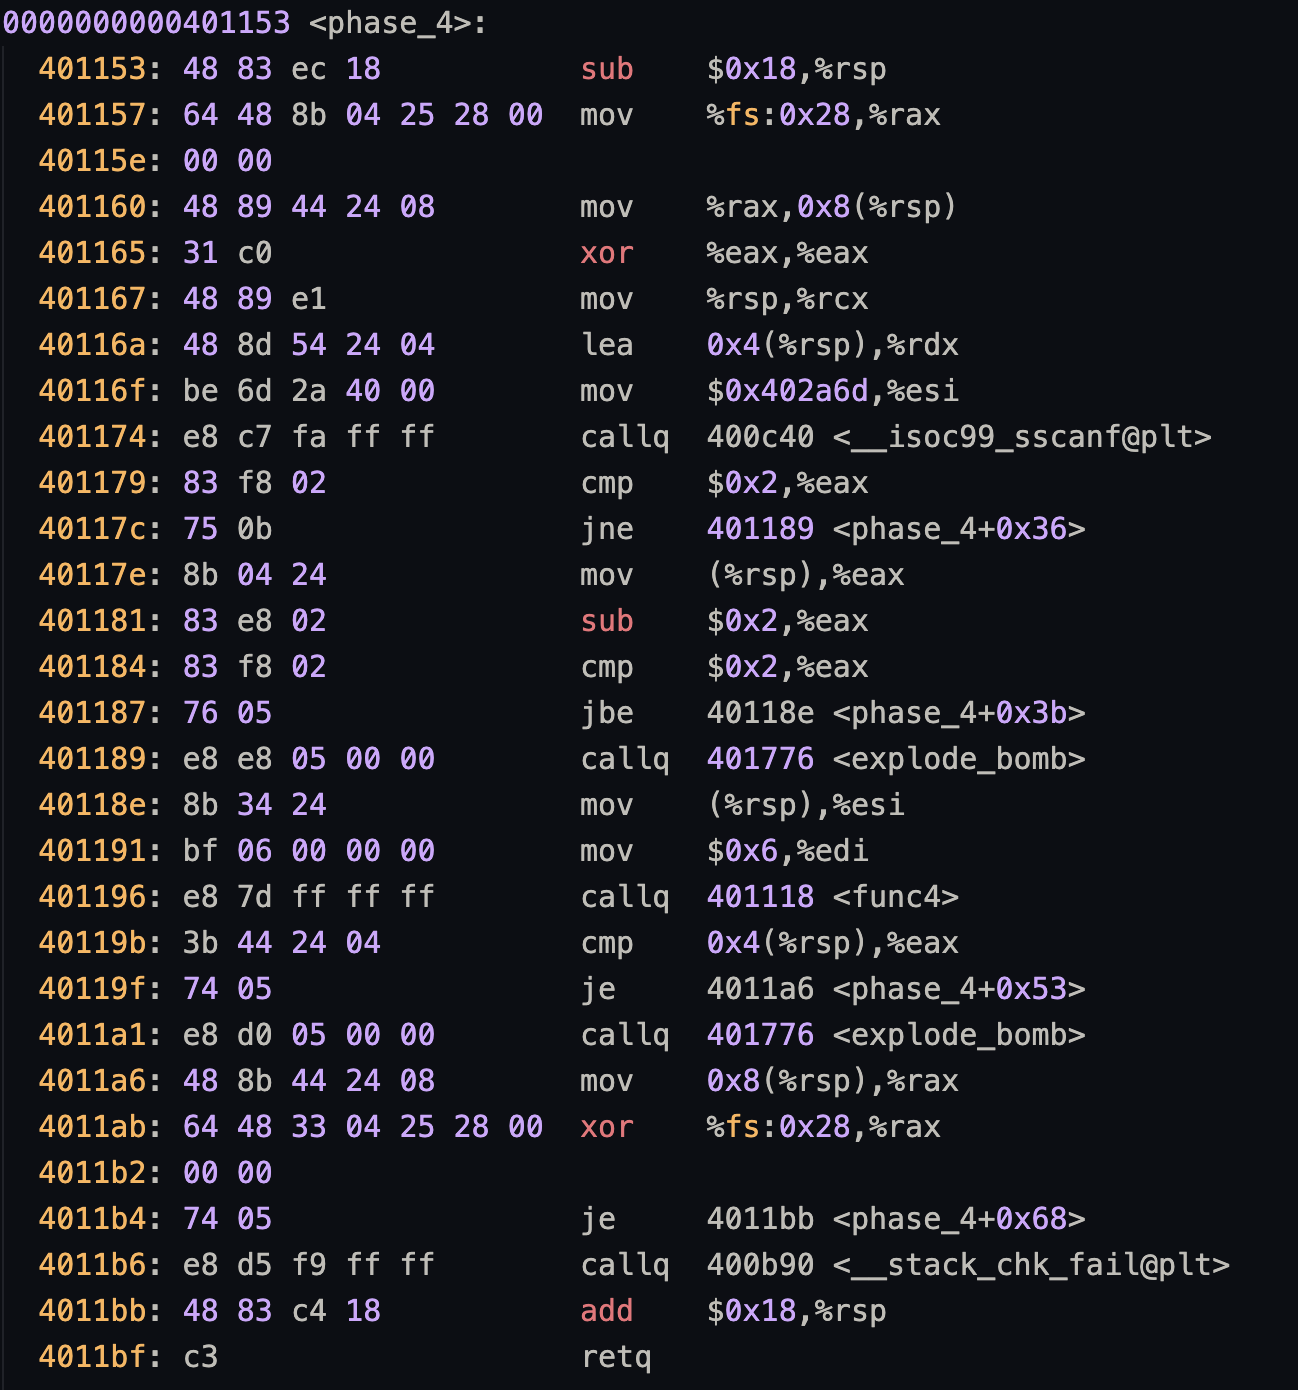 0000000000401153 <phase_4>:
401153: 48 83 ec 18 sub $0x18,%rsp
401157: 64 48 8b 04 25 28 00 mov %fs:0x28,%rax
40115e: 00 00
401160: 48 89 44 24 08 mov %rax,0x8(%rsp)
401165: 31 c0 xor %eax,%eax
401167: 48 89 e1 mov %rsp,%rcx
40116a: 48 8d 54 24 04 lea 0x4(%rsp),%rdx
40116f: be 6d 2a 40 00 mov $0x402a6d,%esi
401174: e8 c7 fa ff ff callq 400c40 <__isoc99_sscanf@plt>
401179: 83 f8 02 cmp $0x2,%eax
40117c: 75 0b jne 401189 <phase_4+0x36>
40117e: 8b 04 24 mov (%rsp),%eax
401181: 83 e8 02 sub $0x2,%eax
401184: 83 f8 02 cmp $0x2,%eax
401187: 76 05 jbe 40118e <phase_4+0x3b>
401189: e8 e8 05 00 00 callq 401776 <explode_bomb>
40118e: 8b 34 24 mov (%rsp),%esi
401191: bf 06 00 00 00 mov $0x6,%edi
401196: e8 7d ff ff ff callq 401118 <func4>
40119b: 3b 44 24 04 cmp 0x4(%rsp),%eax
40119f: 74 05 je 4011a6 <phase_4+0x53>
4011a1: e8 d0 05 00 00 callq 401776 <explode_bomb>
4011a6: 48 8b 44 24 08 mov 0x8(%rsp),%rax
4011ab: 64 48 33 04 25 28 00 xor %fs:0x28,%rax
4011b2: 00 00
4011b4: 74 05 je 4011bb <phase_4+0x68>
4011b6: e8 d5 f9 ff ff callq 400b90 <__stack_chk_fail@plt>
4011bb: 48 83 c4 18 add $0x18,%rsp
4011bf: c3 retq